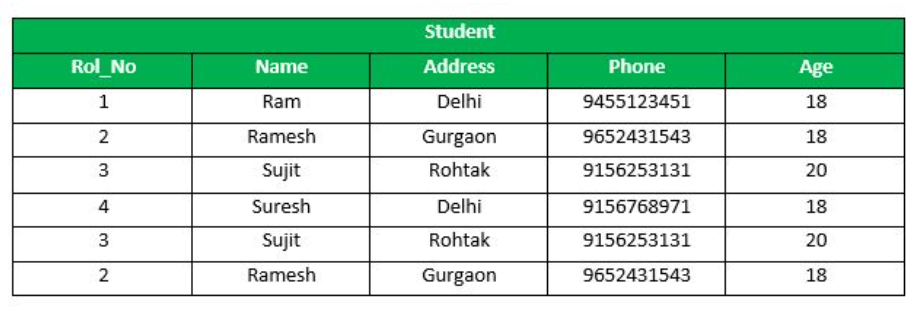 Student
Rol_No Name Address Phone Age
1 Ram Delhi 9455123451 18
2 Ramesh Gurgaon 9652431543 18
3 Sujit Rohtak 9156253131 20
4 Suresh Delhi 9156768971 18
3 Sujit Rohtak 9156253131 20
2 Ramesh Gurgaon 9652431543 18